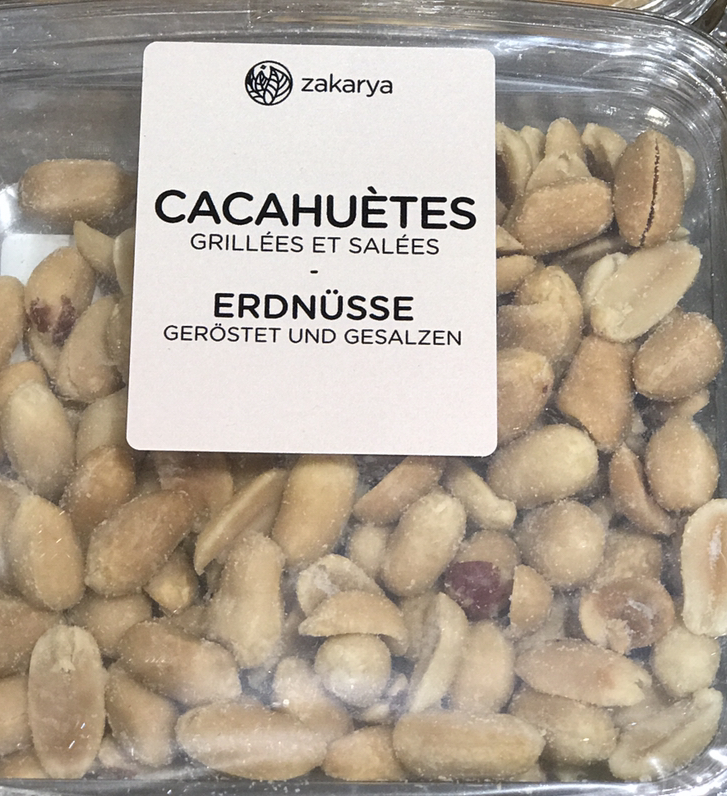 zakarya
CACAHUÈTES
GRILLÉES ET SALÉES
-
ERDNÜSSE
GERÖSTET UND GESALZEN